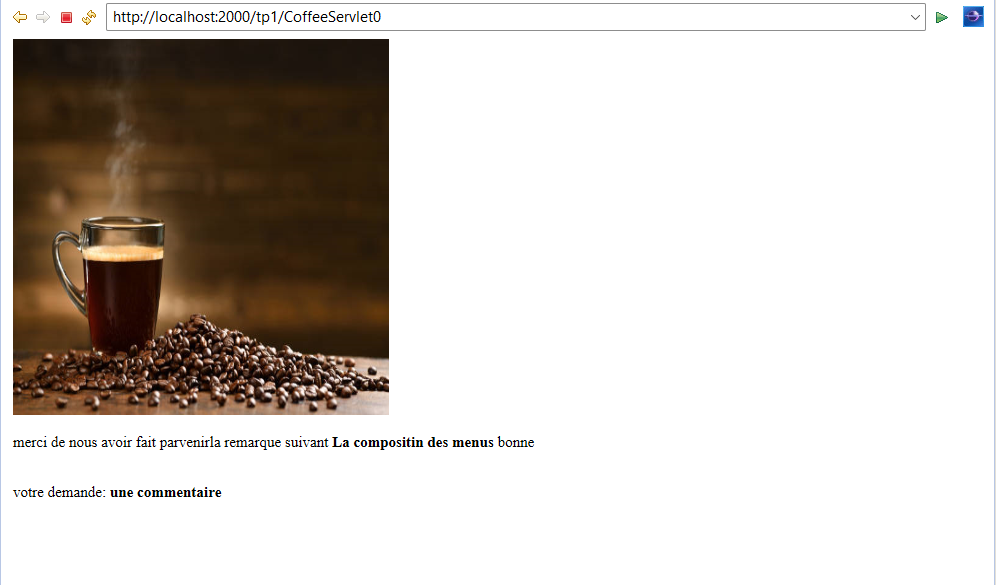 http://localhost:2000/tp1/CoffeeServlet0
merci de nous avoir fait parvenirla remarque suivant La compositin des menus bonne
votre demande: une commentaire